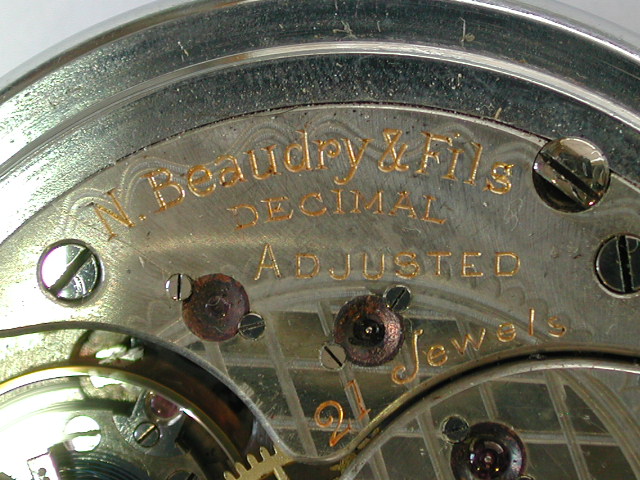 N. Beaudry & Fils
DECIMAL
ADJUSTED
21 Jewels